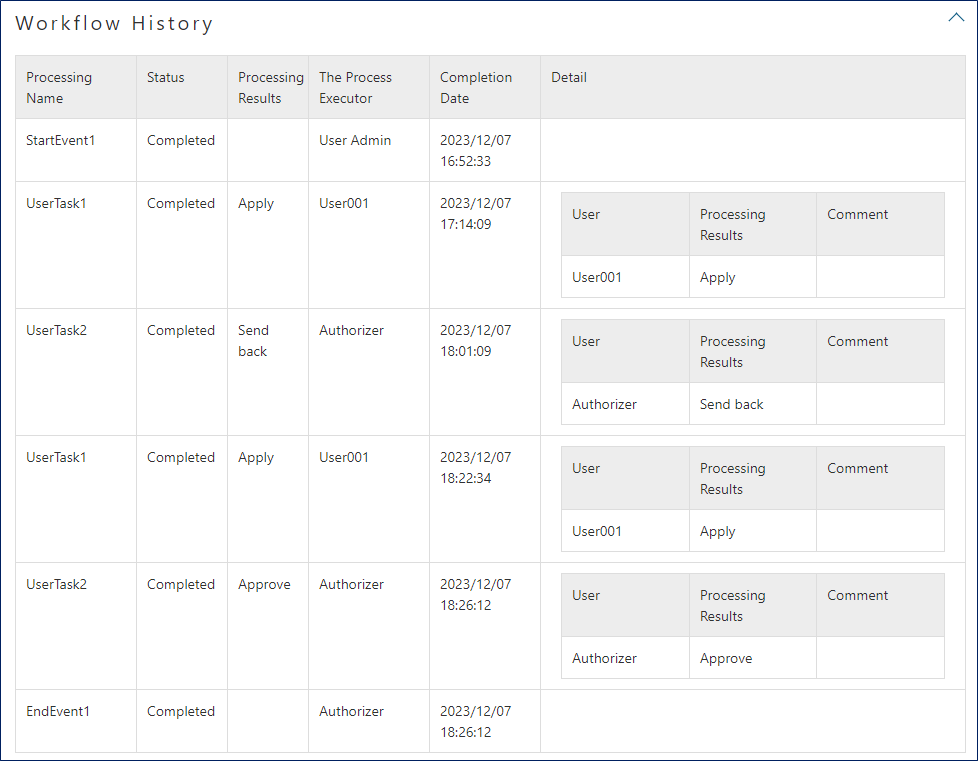 Workflow History
Processing Name Status Processing Results The Process Executor Completion Date Detail
StartEvent1 Completed User Admin 2023/12/07 16:52:33
UserTask1 Completed Apply User001 2023/12/07 17:14:09
User Processing Results Comment
User001 Apply
UserTask2 Completed Send back Authorizer 2023/12/07 18:01:09
User Processing Results Comment
Authorizer Send back
UserTask1 Completed Apply User001 2023/12/07 18:22:34
User Processing Results Comment
User001 Apply
UserTask2 Completed Approve Authorizer 2023/12/07 18:26:12
User Processing Results Comment
Authorizer Approve
EndEvent1 Completed Authorizer 2023/12/07 18:26:12